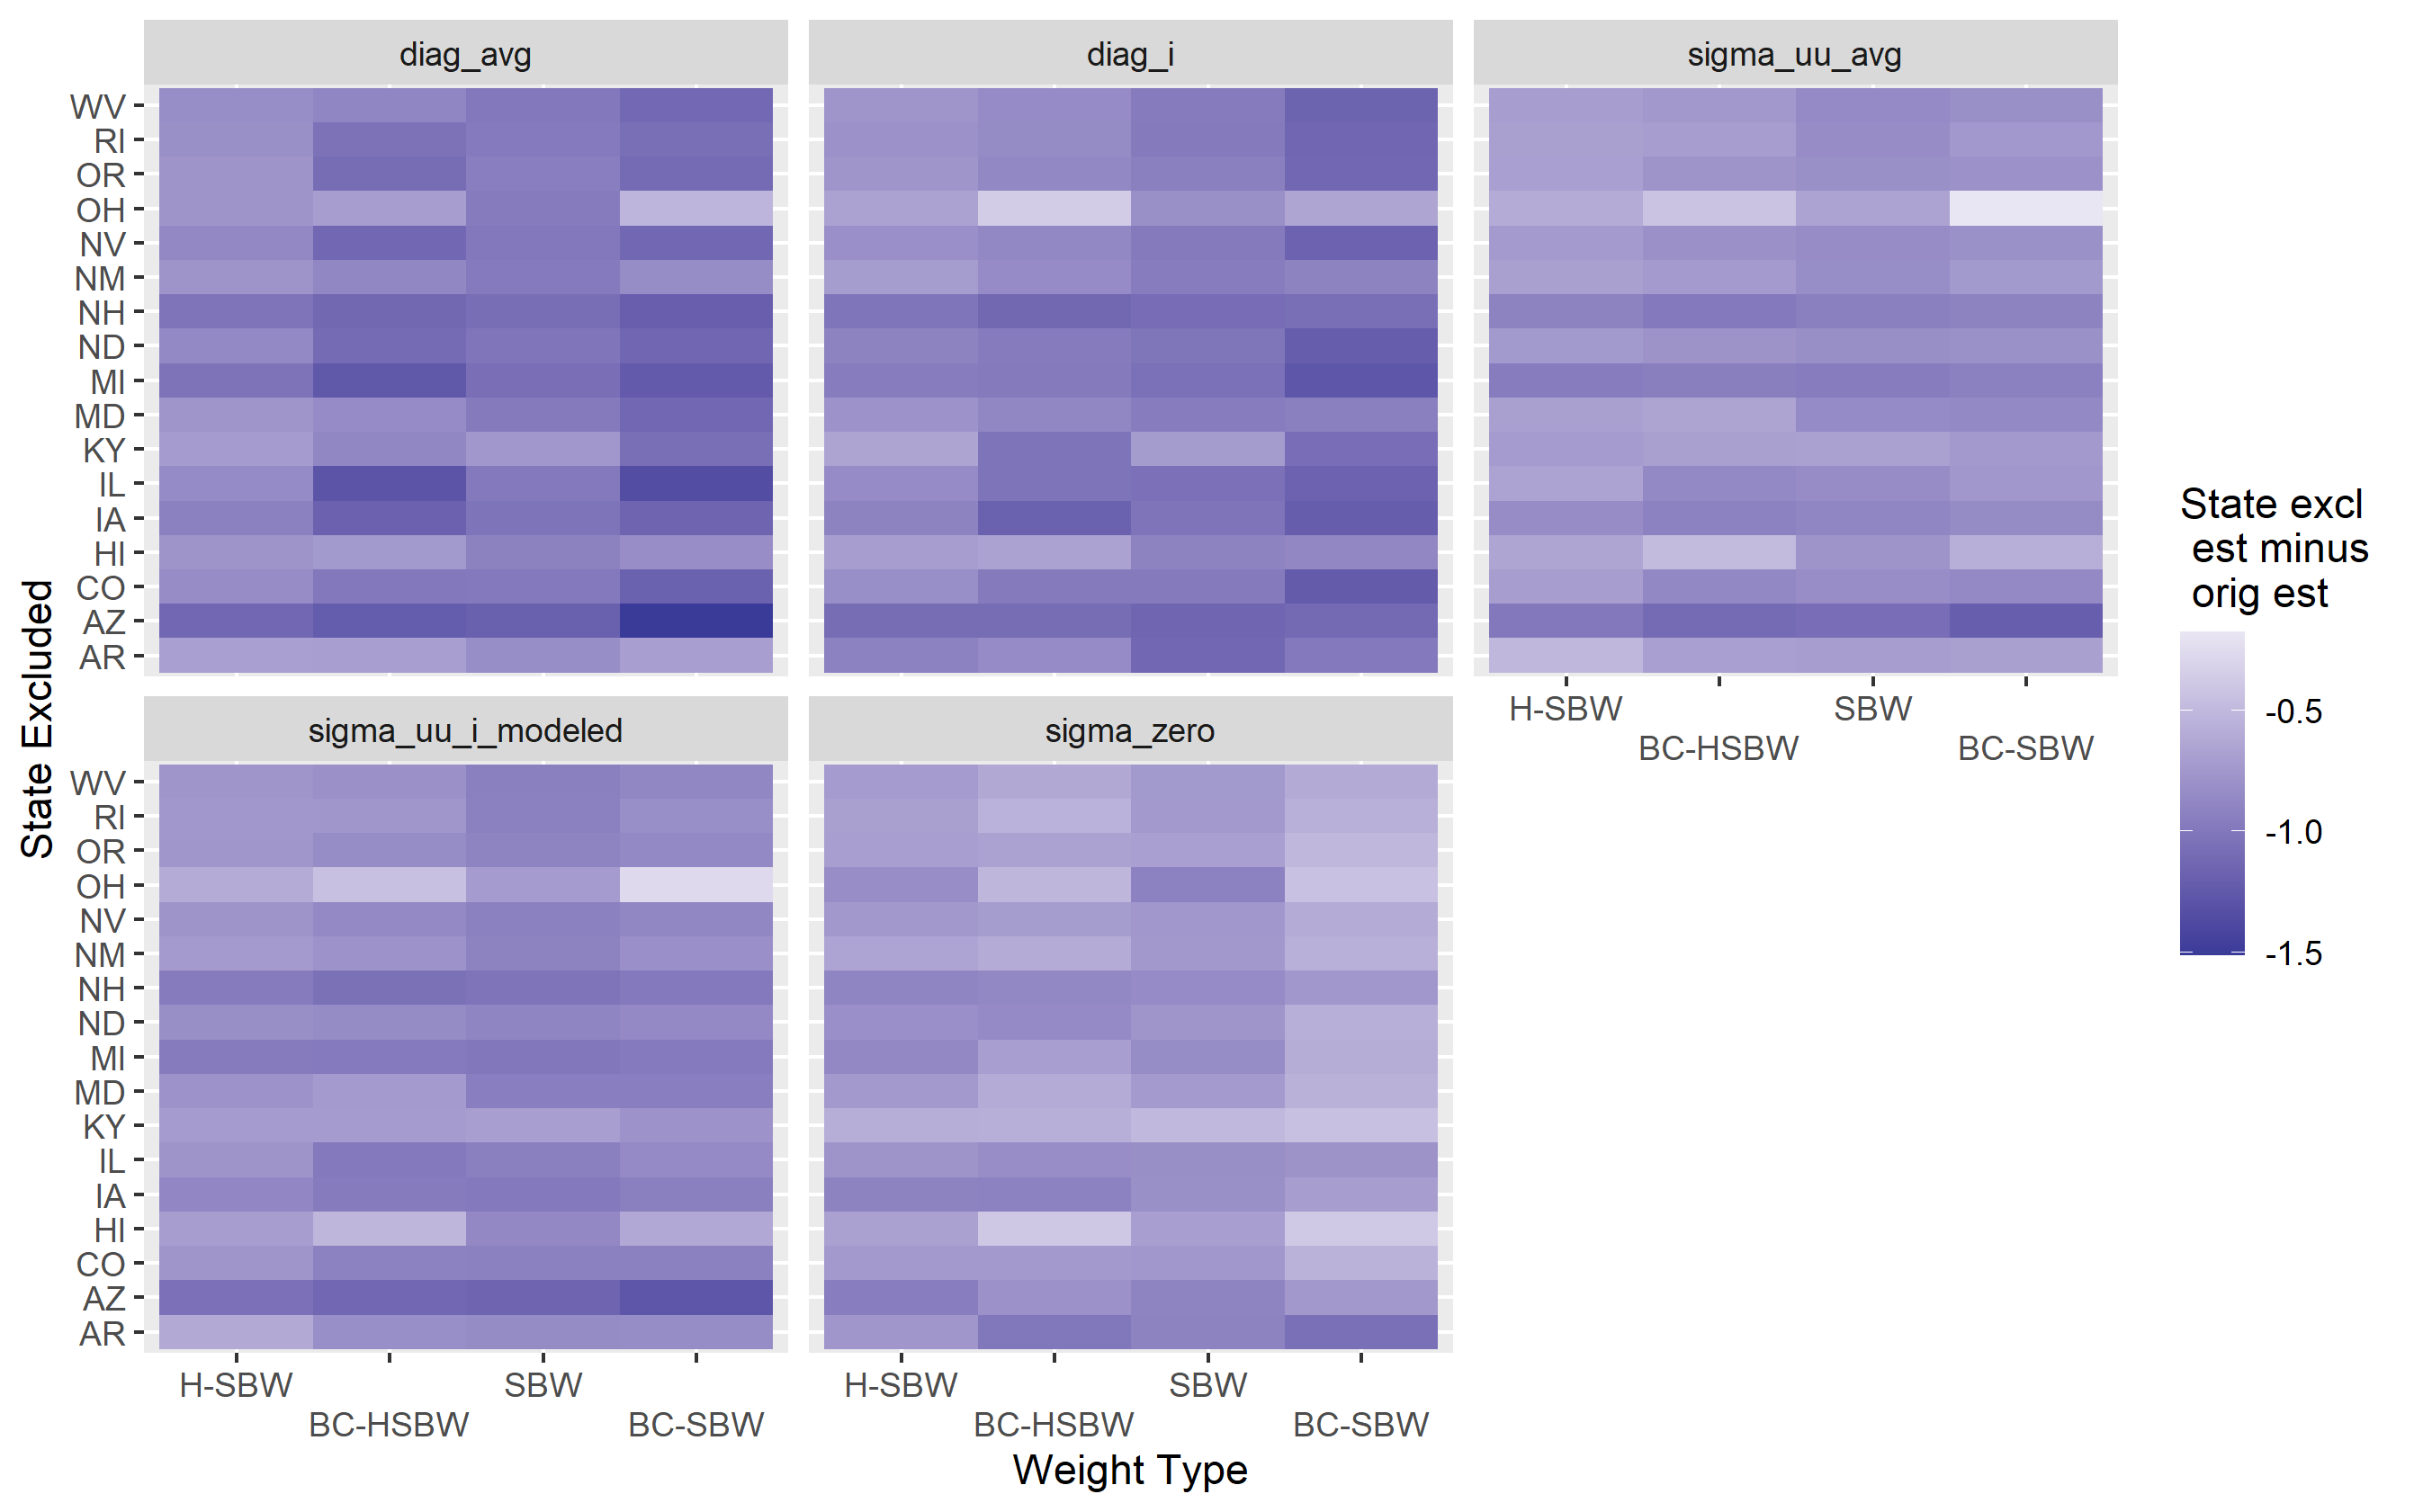 diag_avg
diag_i
sigma_uu_avg
WV
RI
OR
OH
NV
NM
NH
ND
MI
MD
KY
IL
IA
HI
CO
AZ
AR
H-SBW
SBW
BC-HSBW
BC-SBW
sigma_uu_i_modeled
sigma_zero
WV
RI
OR
OH
NV
NM
NH
ND
MI
MD
KY
IL
IA
HI
CO
AZ
AR
H-SBW
SBW
H-SBW
SBW
BC-HSBW
BC-SBW
BC-HSBW
BC-SBW
Weight Type
State Excluded
State excl
est minus
orig est
-0.5
-1.0
-1.5